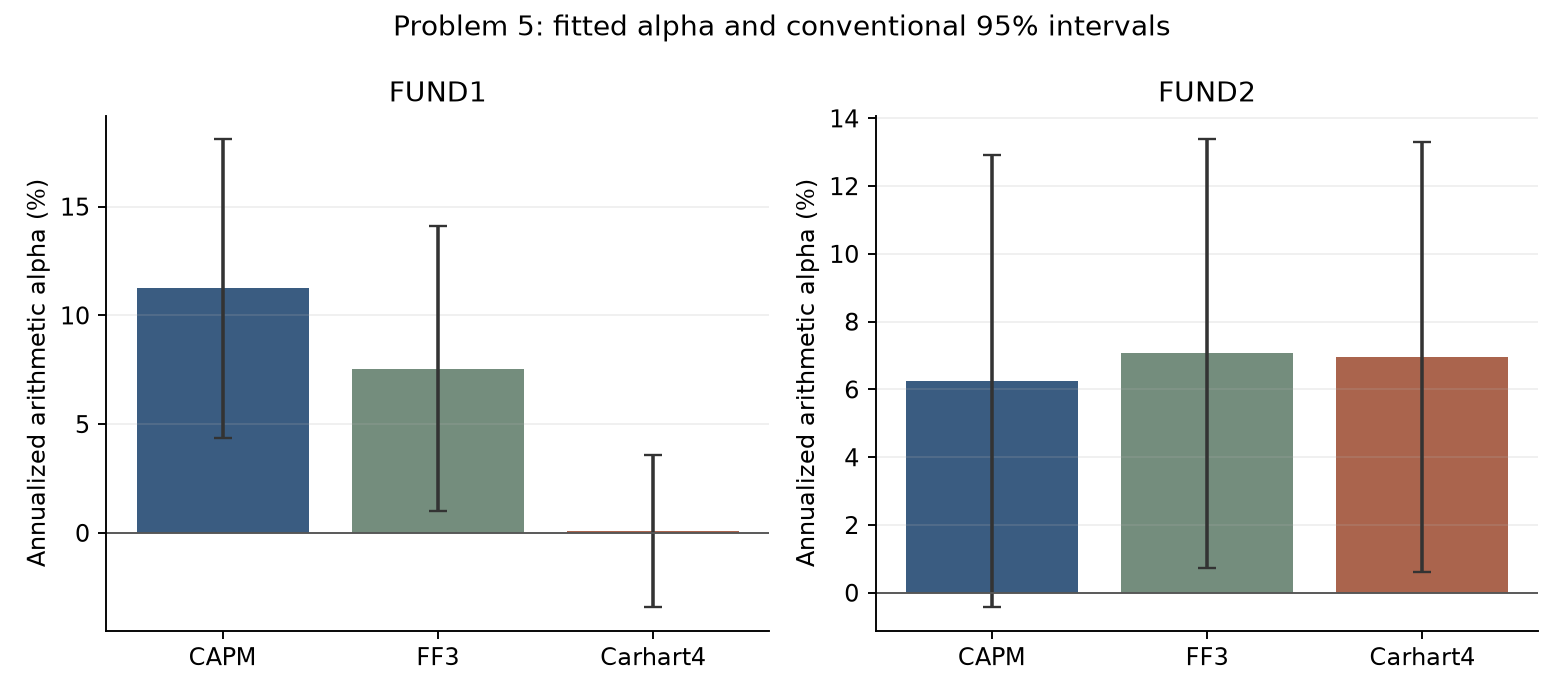 Problem 5: fitted alpha and conventional 95% intervals
FUND1
Annualized arithmetic alpha (%)
15
10
5
0
CAPM
FF3
Carhart4
FUND2
Annualized arithmetic alpha (%)
14
12
10
8
6
4
2
0
CAPM
FF3
Carhart4